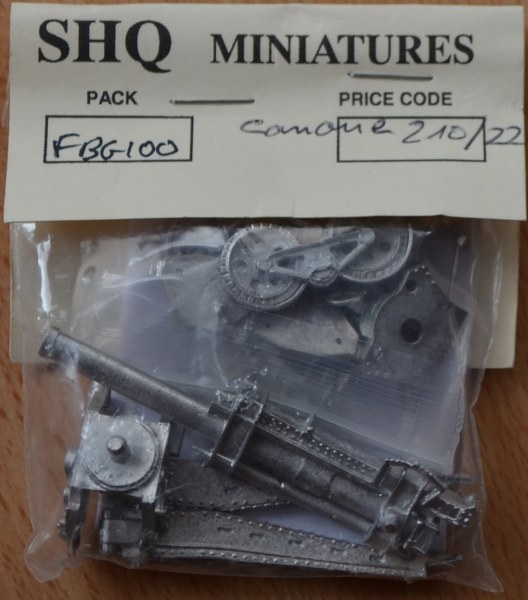 SHQ MINIATURES
PACK PRICE CODE
FBG100 canone 210/22